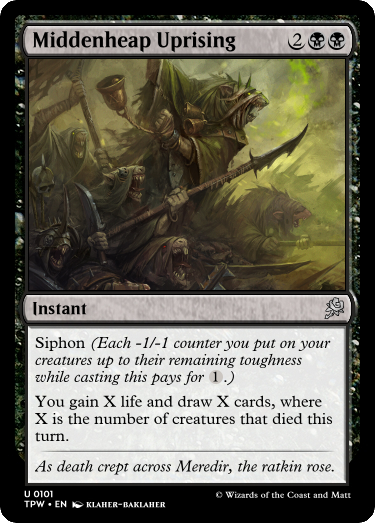 Middenheap Uprising 2
Instant
Siphon (Each -1/-1 counter you put on your
creatures up to their remaining toughness
while casting this pays for 1.)
You gain X life and draw X cards, where
X is the number of creatures that died this
turn.
As death crept across Meredir, the ratkin rose.
U 0101
TPW • EN KLAHER-BAKLAHER
© Wizards of the Coast and Matt